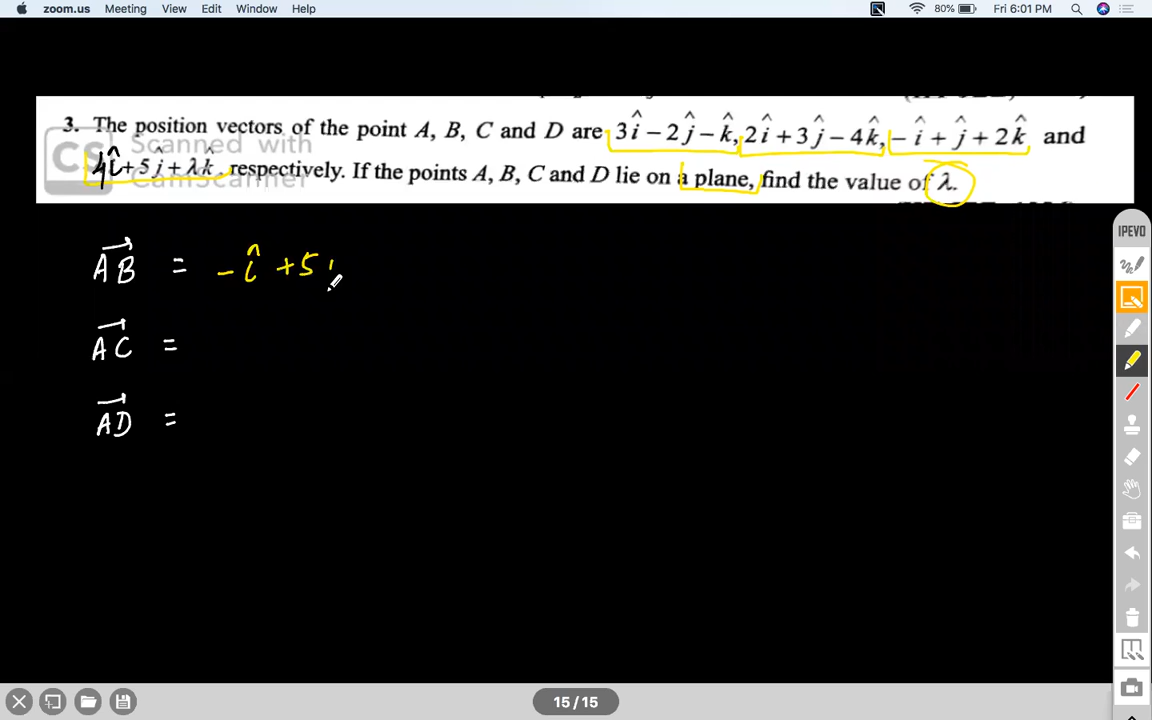 zoom.us Meeting View Edit Window Help 80% Fri 6:01 PM
3. The position vectors of the point A, B, C and D are 3î − 2ĵ − k̂, 2î + 3ĵ − 4k̂, − î + ĵ + 2k̂ and
4î + 5ĵ + λk̂ . respectively. If the points A, B, C and D lie on a plane, find the value of λ.
CS Scanned with
CamScanner
IPEVO
AB⃗ = − î + 5
AC⃗ =
AD⃗ =
15 / 15